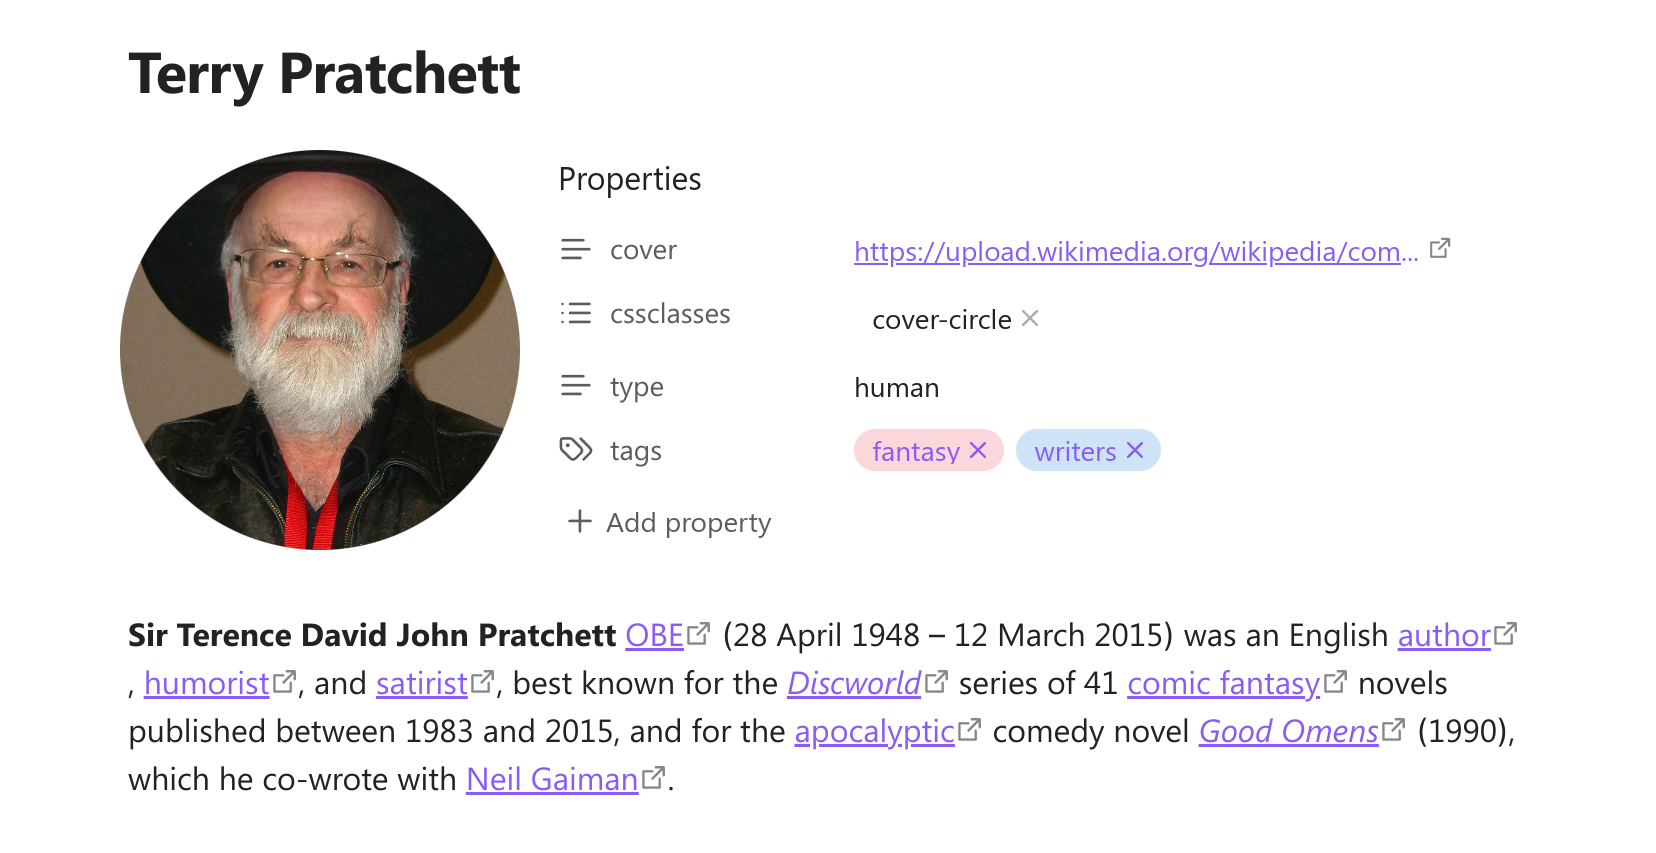 Terry Pratchett
Properties
cover https://upload.wikimedia.org/wikipedia/com...
cssclasses cover-circle
type human
tags fantasy writers
Add property
Sir Terence David John Pratchett OBE (28 April 1948 – 12 March 2015) was an English author
, humorist, and satirist, best known for the Discworld series of 41 comic fantasy novels
published between 1983 and 2015, and for the apocalyptic comedy novel Good Omens (1990),
which he co-wrote with Neil Gaiman.